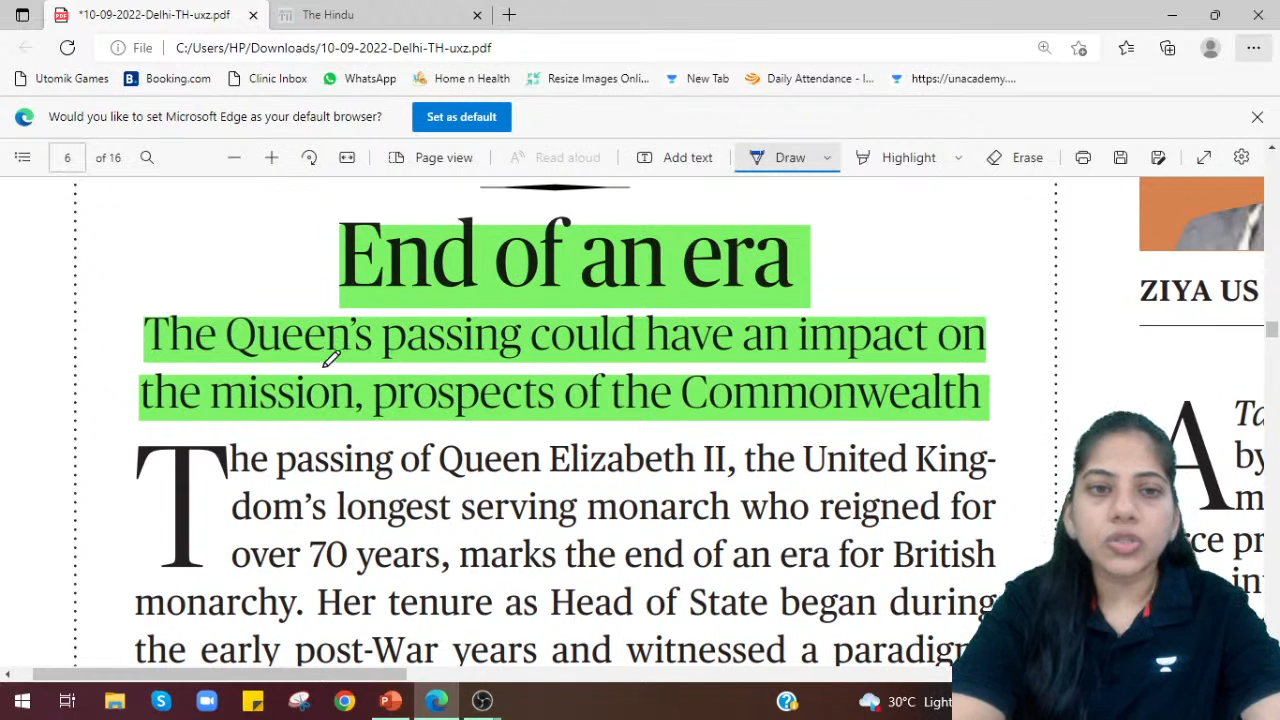 *10-09-2022-Delhi-TH-uxz.pdf
The Hindu
File C:/Users/HP/Downloads/10-09-2022-Delhi-TH-uxz.pdf
Utomik Games Booking.com Clinic Inbox WhatsApp Home n Health Resize Images Onli... New Tab Daily Attendance - I... https://unacademy....
Would you like to set Microsoft Edge as your default browser? Set as default
6 of 16 Page view Read aloud Add text Draw Highlight Erase
End of an era
The Queen's passing could have an impact on
the mission, prospects of the Commonwealth
The passing of Queen Elizabeth II, the United King-
dom's longest serving monarch who reigned for
over 70 years, marks the end of an era for British
monarchy. Her tenure as Head of State began during
the early post-War years and witnessed a paradigm
ZIYA US
A
Ta
by
m
rce pr
in
30°C Light